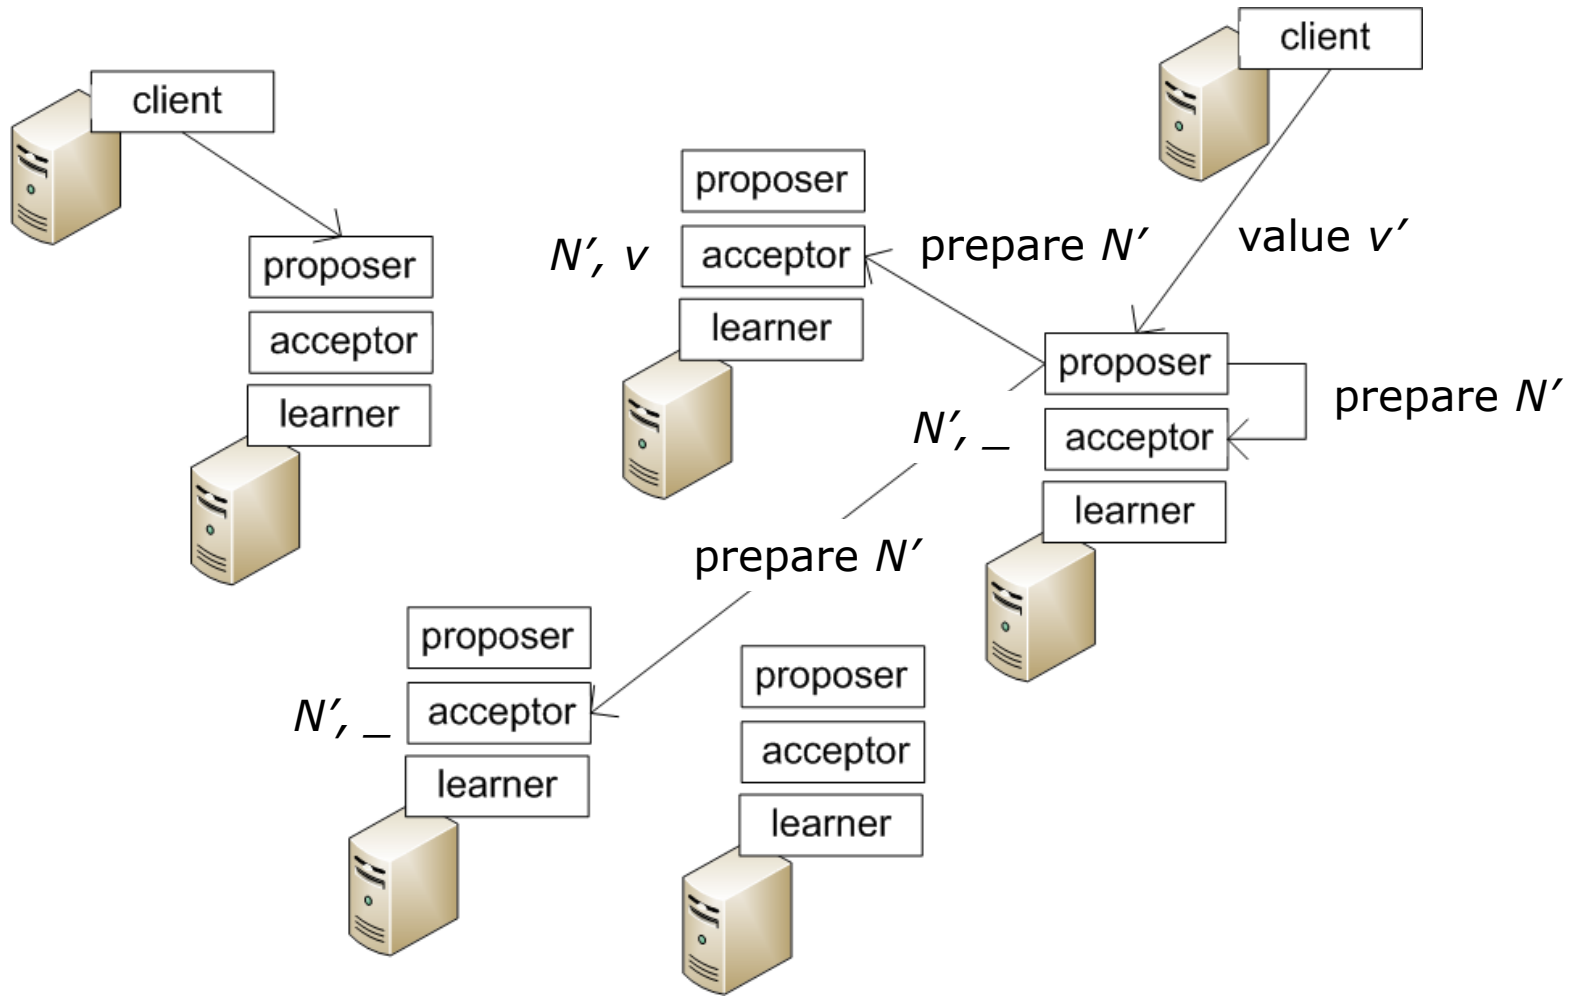 client
client
proposer
acceptor
learner
proposer
acceptor
learner
N′, v
prepare N′
value v′
proposer
acceptor
learner
prepare N′
N′, _
prepare N′
proposer
acceptor
learner
N′, _
proposer
acceptor
learner